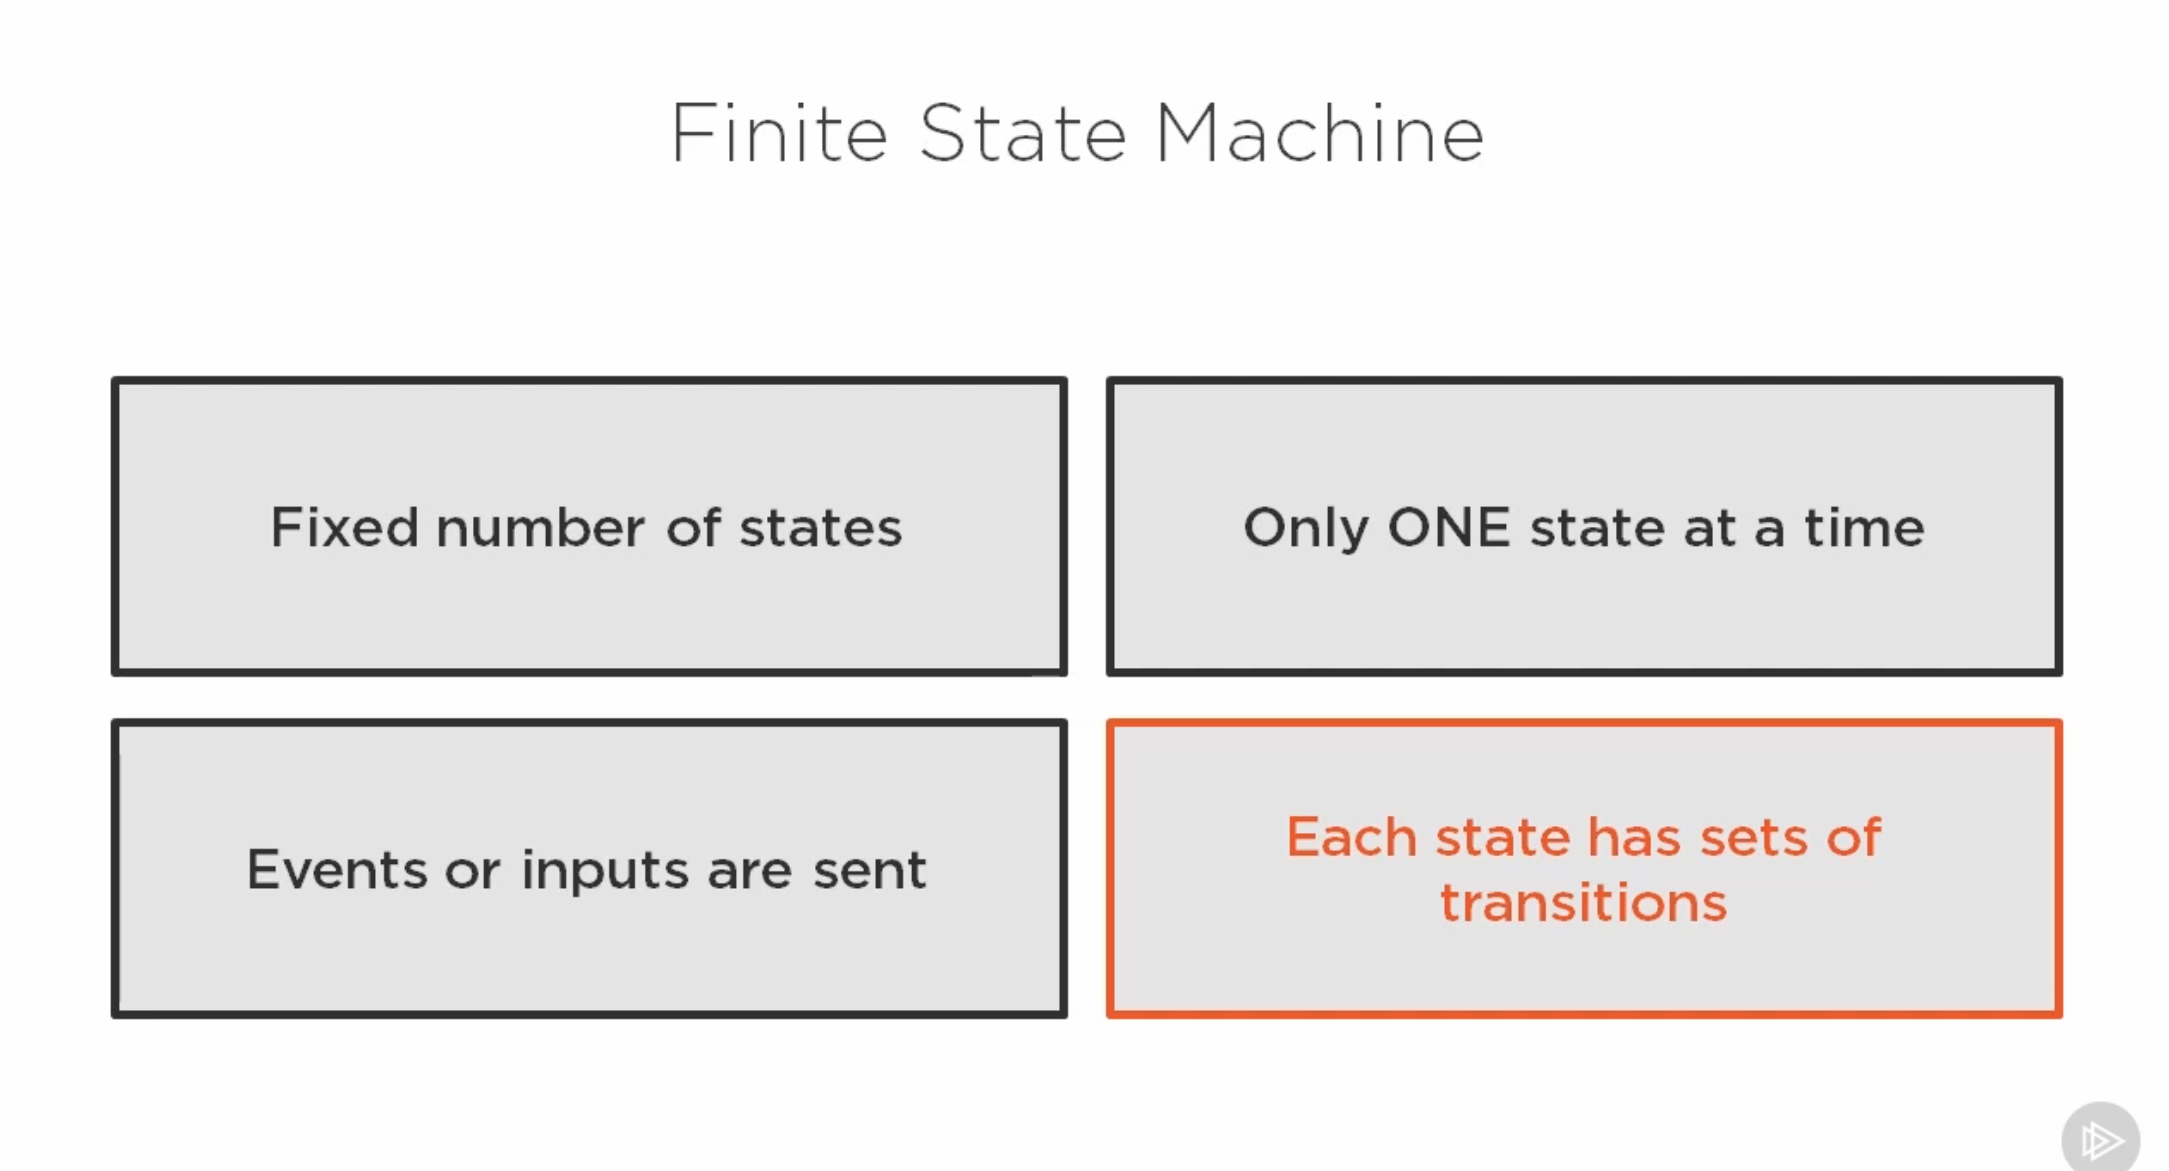 Finite State Machine
Fixed number of states
Only ONE state at a time
Events or inputs are sent
Each state has sets of
transitions